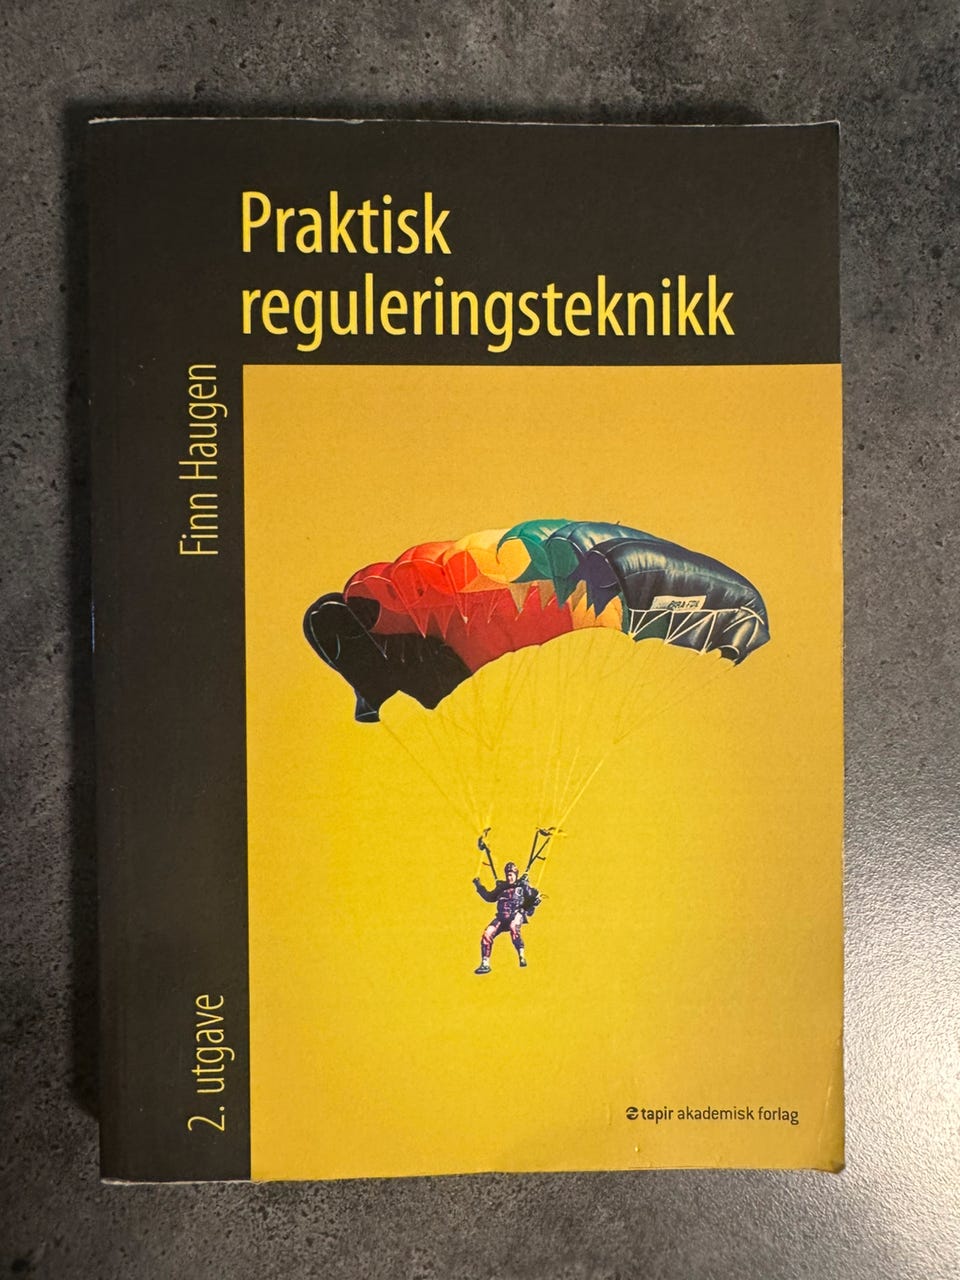 Praktisk
reguleringsteknikk
Finn Haugen
2. utgave
tapir akademisk forlag